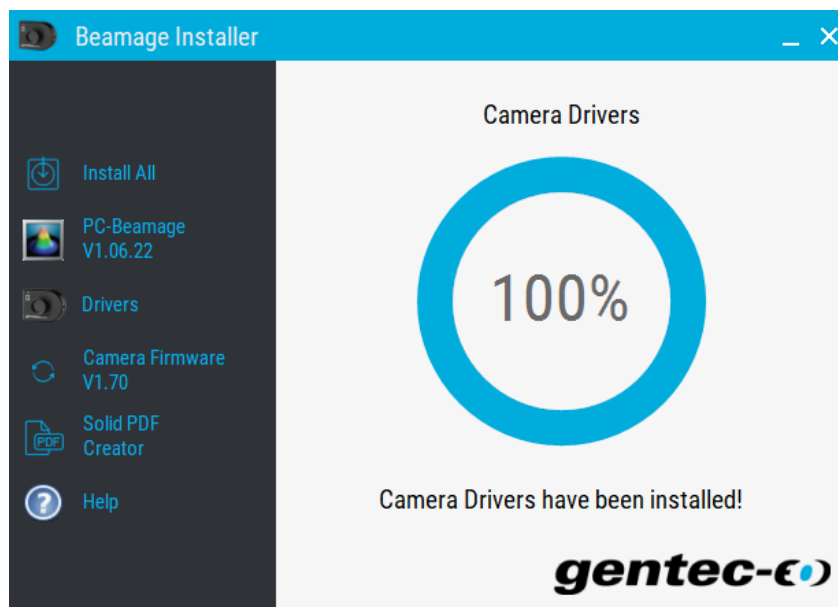 Beamage Installer
Install All
PC-Beamage
V1.06.22
Drivers
Camera Firmware
V1.70
PDF
Solid PDF
Creator
Help
Camera Drivers
100%
Camera Drivers have been installed!
gentec-eo